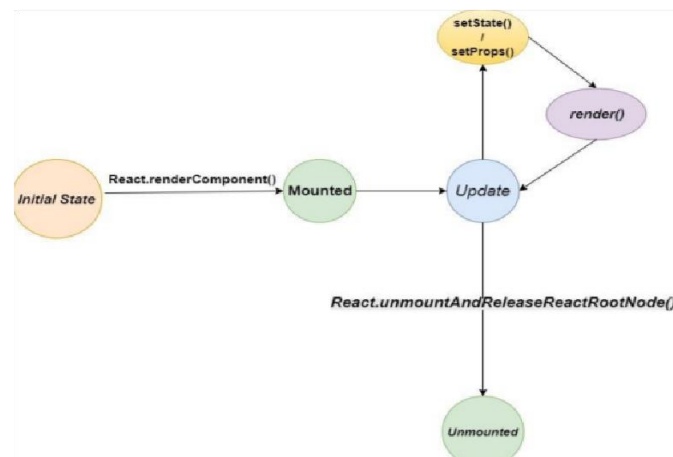 setState()
/
setProps()
render()
React.renderComponent()
Initial State
Mounted
Update
React.unmountAndReleaseReactRootNode()
Unmounted